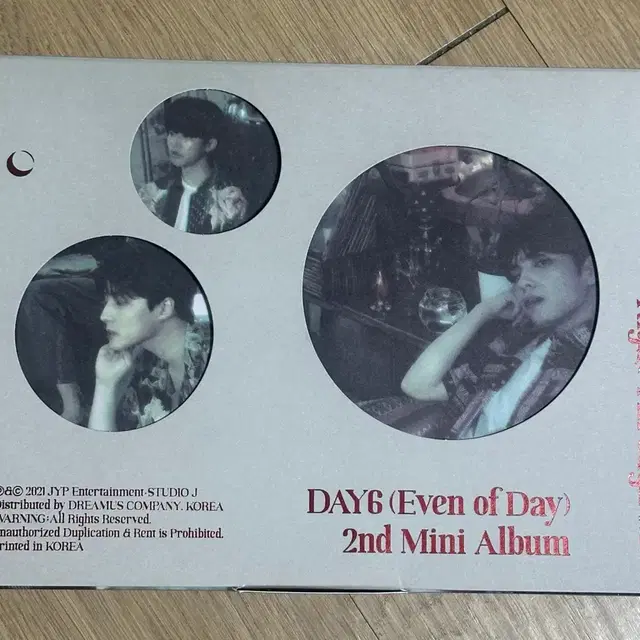 ℗&© 2021 JYP Entertainment·STUDIO J
Distributed by DREAMUS COMPANY. KOREA
WARNING: All Rights Reserved.
Unauthorized Duplication & Rent is Prohibited.
Printed in KOREA
DAY6 (Even of Day)
2nd Mini Album